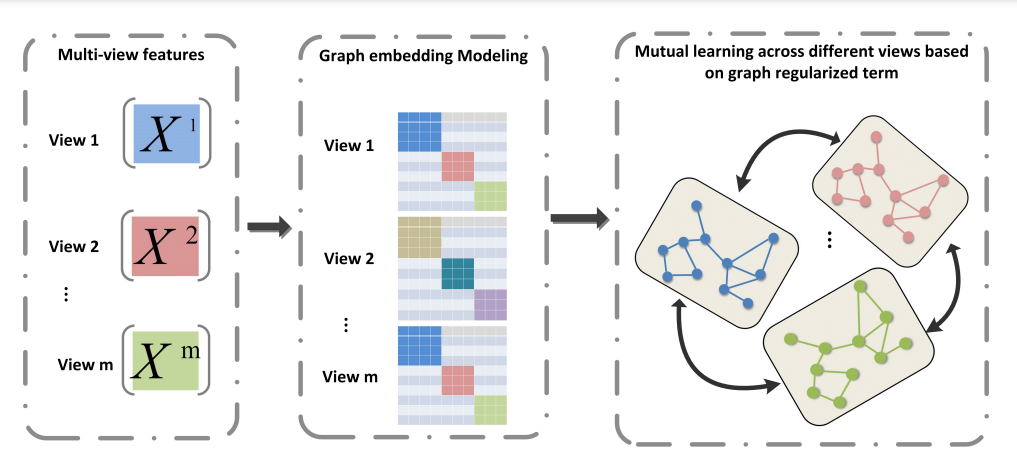 Multi-view features
View 1
X 1
View 2
X 2
⋮
View m
X m
Graph embedding Modeling
View 1
View 2
⋮
View m
Mutual learning across different views based
on graph regularized term
⋮